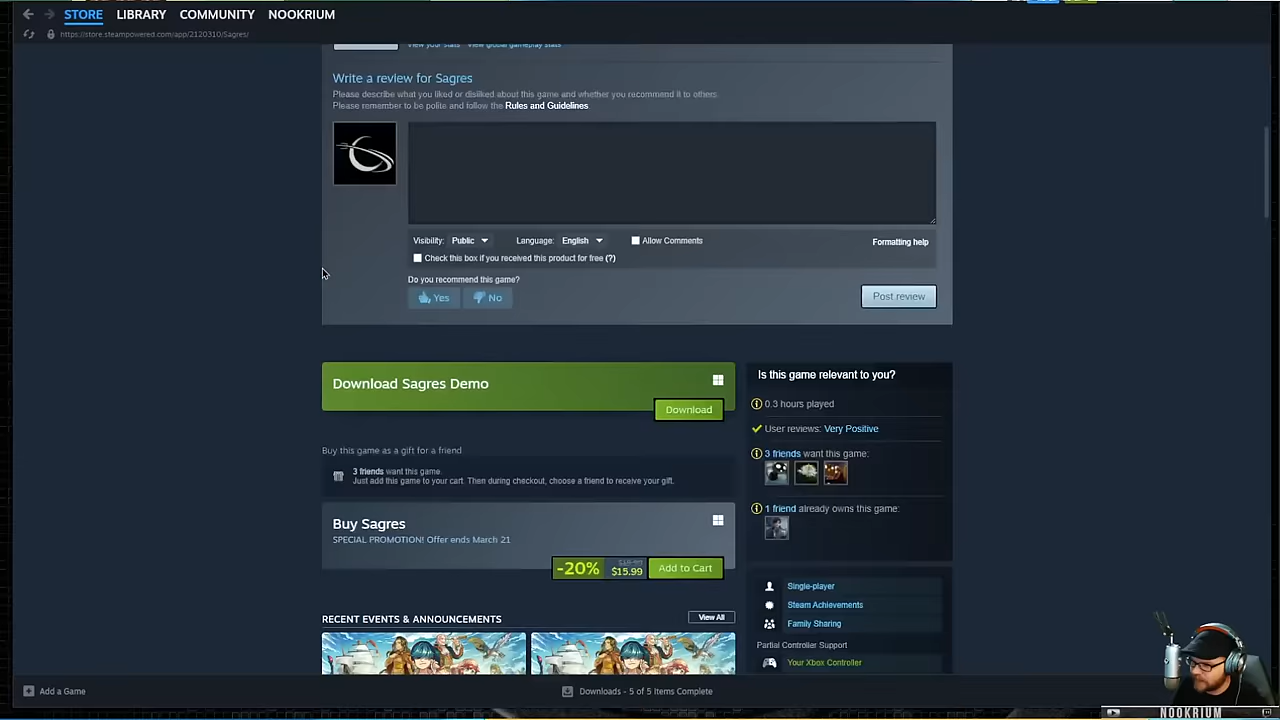 STORE LIBRARY COMMUNITY NOOKRIUM
https://store.steampowered.com/app/2120310/Sagres/
View your stats View global gameplay stats
Write a review for Sagres
Please describe what you liked or disliked about this game and whether you recommend it to others.
Please remember to be polite and follow the Rules and Guidelines.
Visibility: Public Language: English Allow Comments Formatting help
Check this box if you received this product for free (?)
Do you recommend this game?
Yes No Post review
Download Sagres Demo
Download
Buy this game as a gift for a friend
3 friends want this game.
Just add this game to your cart. Then during checkout, choose a friend to receive your gift.
Buy Sagres
SPECIAL PROMOTION! Offer ends March 21
-20% $15.99 Add to Cart
RECENT EVENTS & ANNOUNCEMENTS View All
Is this game relevant to you?
0.3 hours played
User reviews: Very Positive
3 friends want this game:
1 friend already owns this game:
Single-player
Steam Achievements
Family Sharing
Partial Controller Support
Your Xbox Controller
Add a Game Downloads - 5 of 5 Items Complete
NOOKRIUM